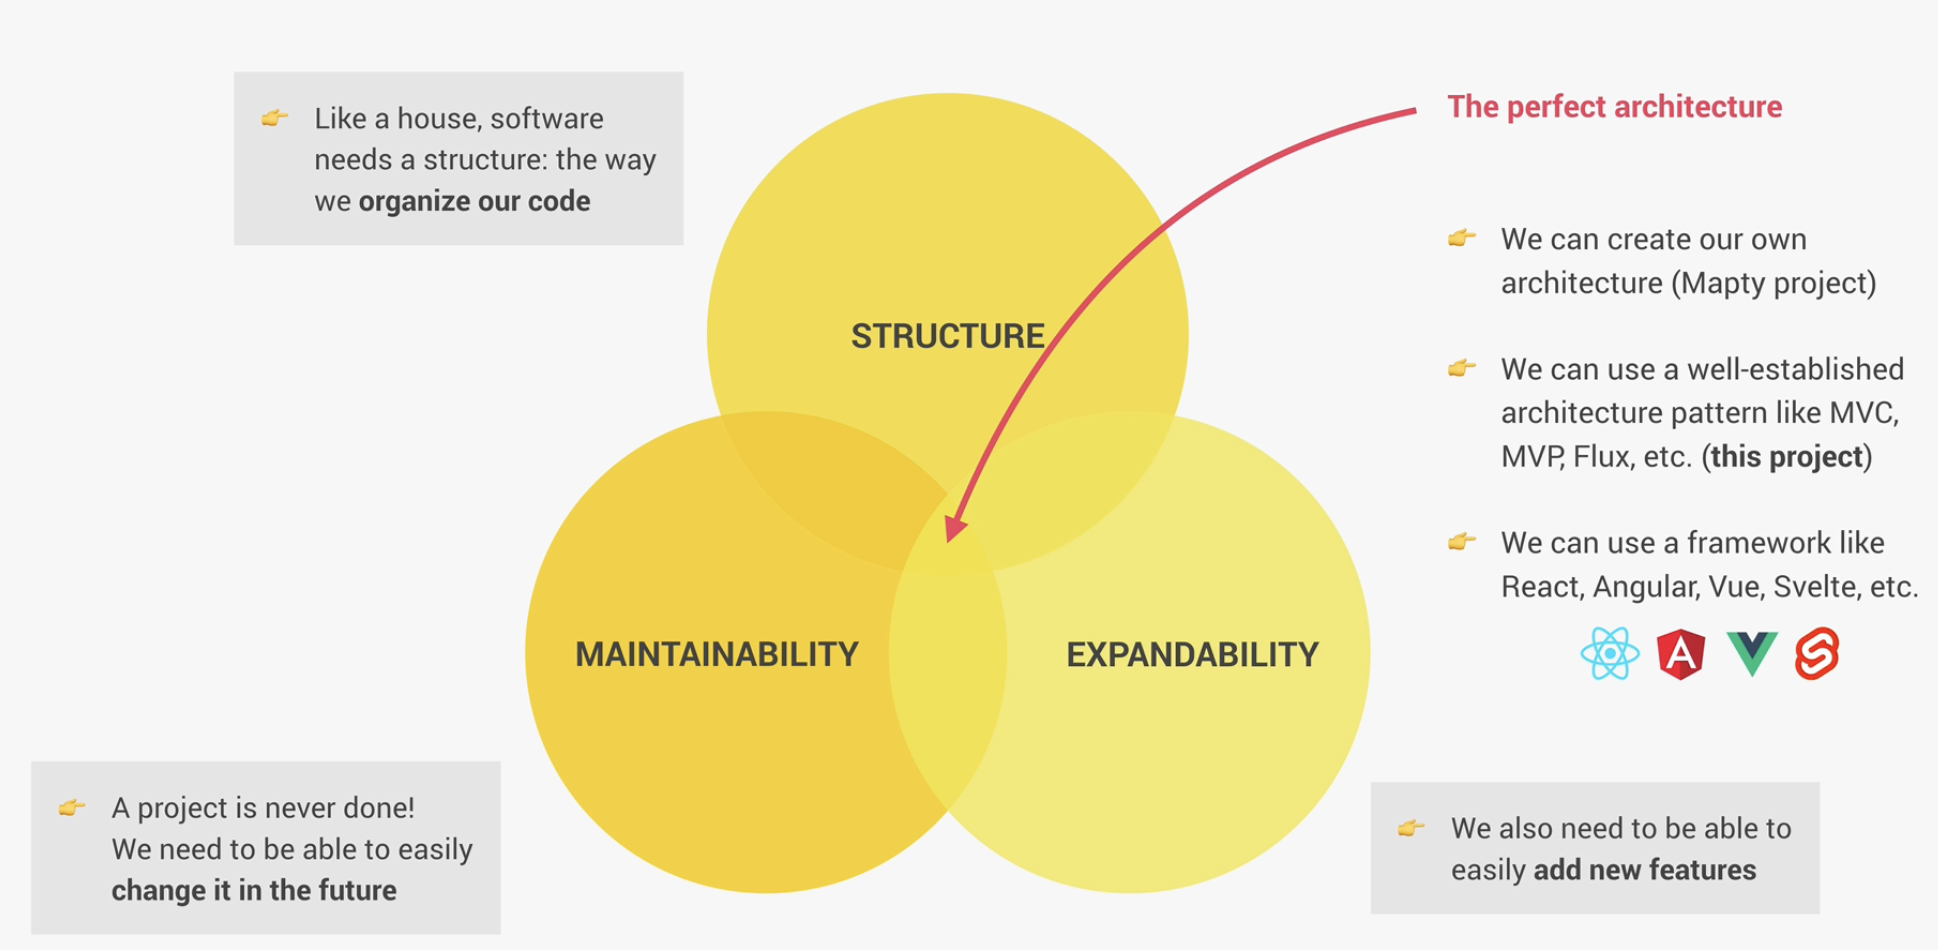 Like a house, software
needs a structure: the way
we organize our code
The perfect architecture
We can create our own
architecture (Mapty project)
We can use a well-established
architecture pattern like MVC,
MVP, Flux, etc. (this project)
We can use a framework like
React, Angular, Vue, Svelte, etc.
A
STRUCTURE
MAINTAINABILITY
EXPANDABILITY
A project is never done!
We need to be able to easily
change it in the future
We also need to be able to
easily add new features